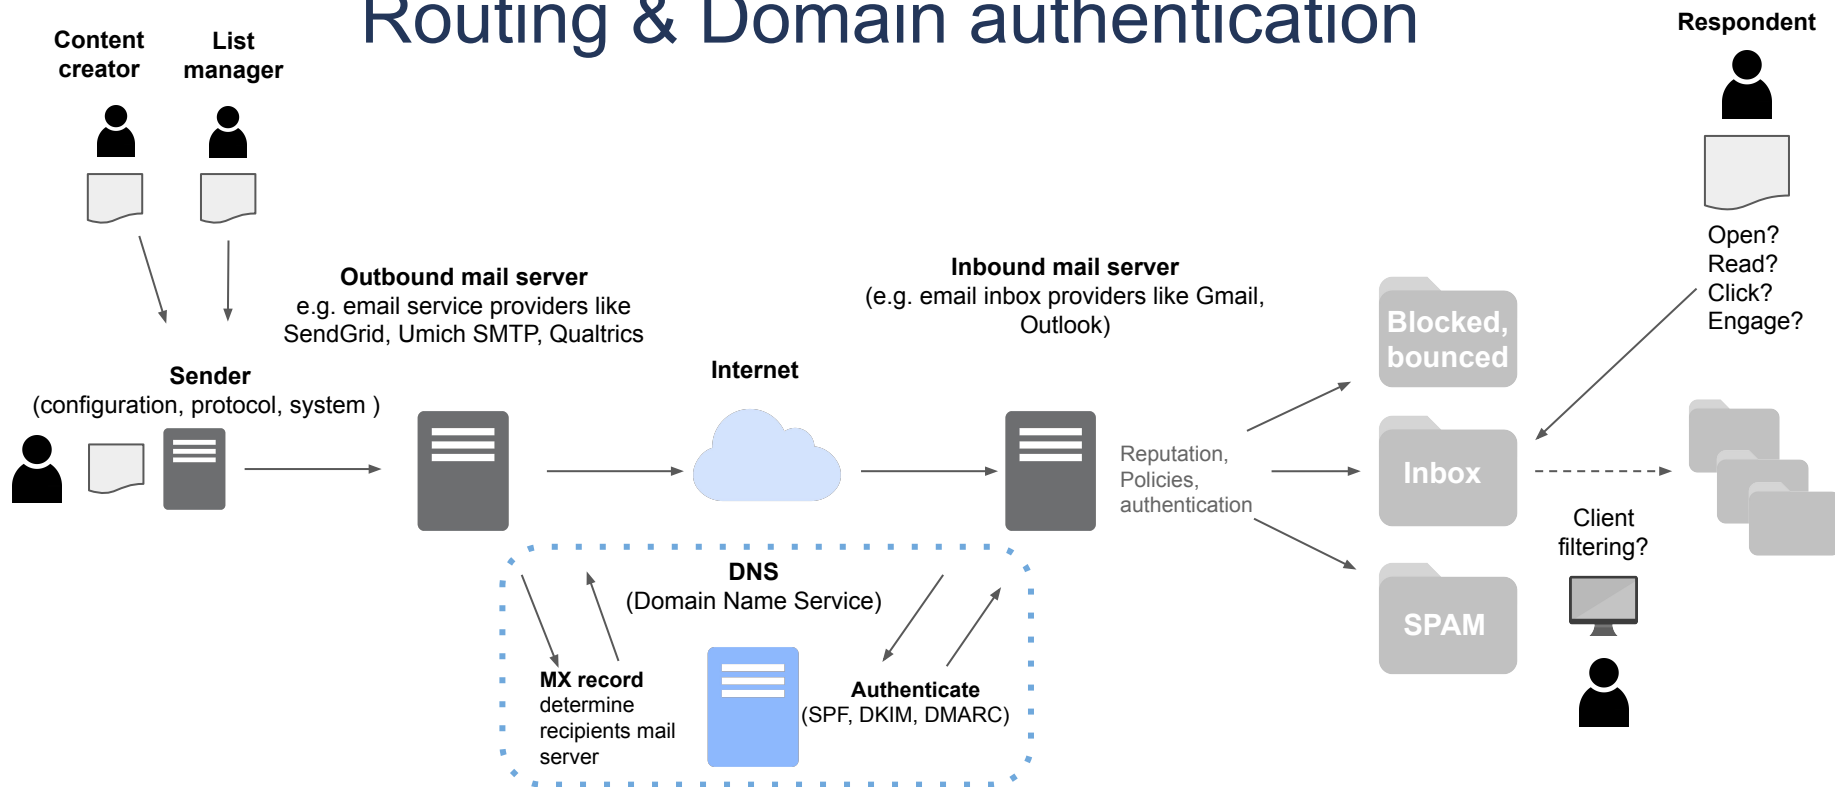 Routing & Domain authentication
Content
creator
List
manager
Respondent
Open?
Read?
Click?
Engage?
Outbound mail server
e.g. email service providers like
SendGrid, Umich SMTP, Qualtrics
Inbound mail server
(e.g. email inbox providers like Gmail,
Outlook)
Sender
(configuration, protocol, system )
Internet
Reputation,
Policies,
authentication
Blocked,
bounced
Inbox
SPAM
Client
filtering?
DNS
(Domain Name Service)
MX record
determine
recipients mail
server
Authenticate
(SPF, DKIM, DMARC)